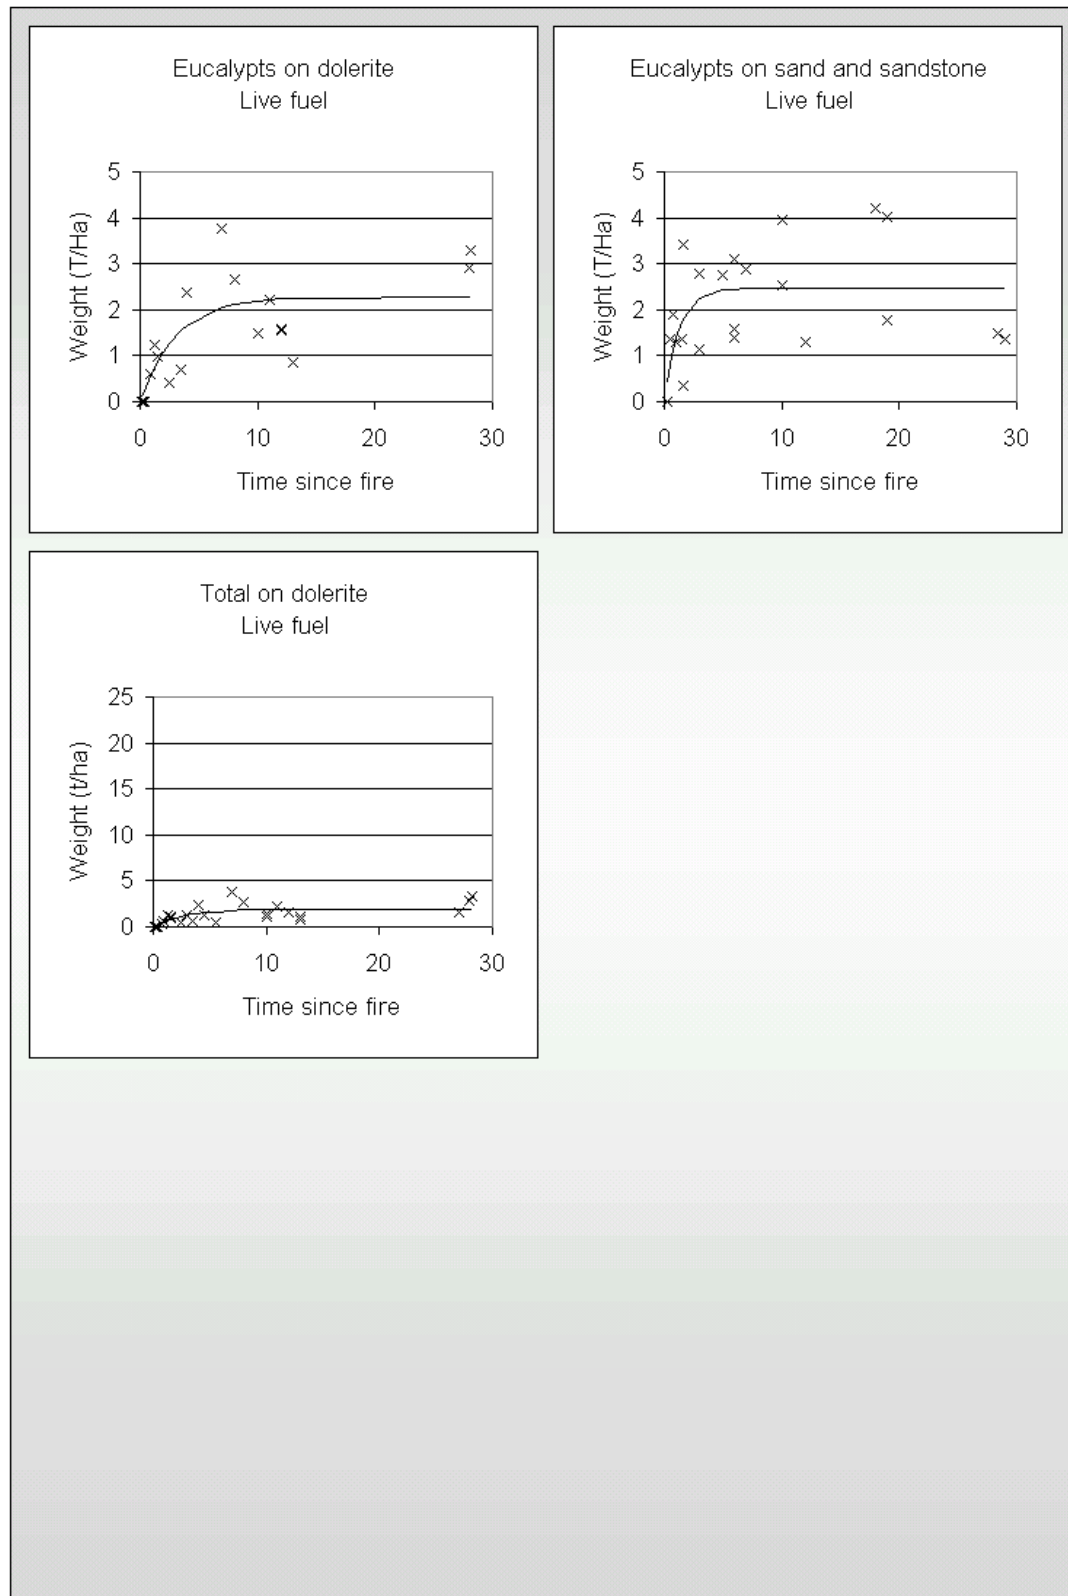 Eucalypts on dolerite
Live fuel
5
4
3
2
1
0
Weight (T/Ha)
0 10 20 30
Time since fire
Eucalypts on sand and sandstone
Live fuel
5
4
3
2
1
0
Weight (T/Ha)
0 10 20 30
Time since fire
Total on dolerite
Live fuel
25
20
15
10
5
0
Weight (t/ha)
0 10 20 30
Time since fire